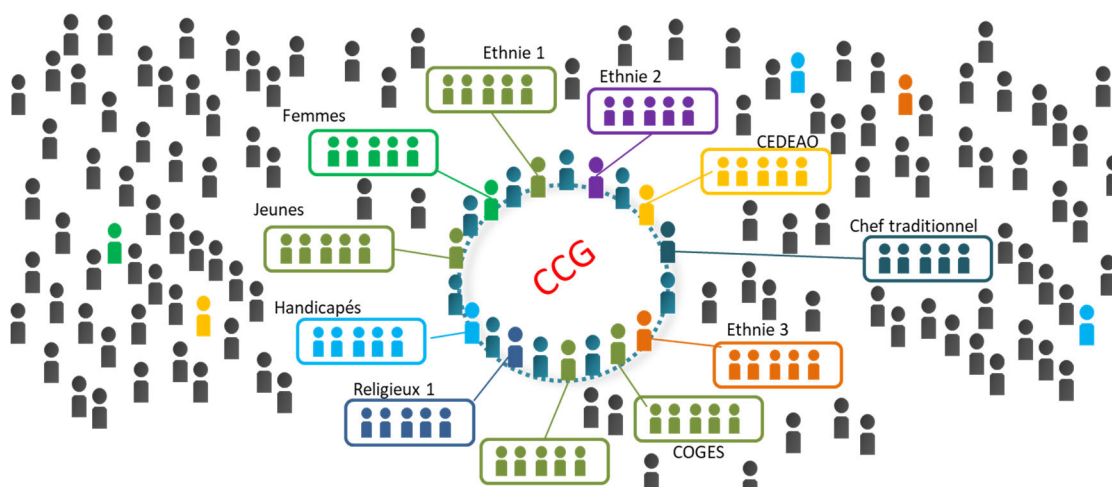 Ethnie 1
Ethnie 2
Femmes
CEDEAO
Jeunes
Chef traditionnel
CCG
Handicapés
Ethnie 3
Religieux 1
COGES